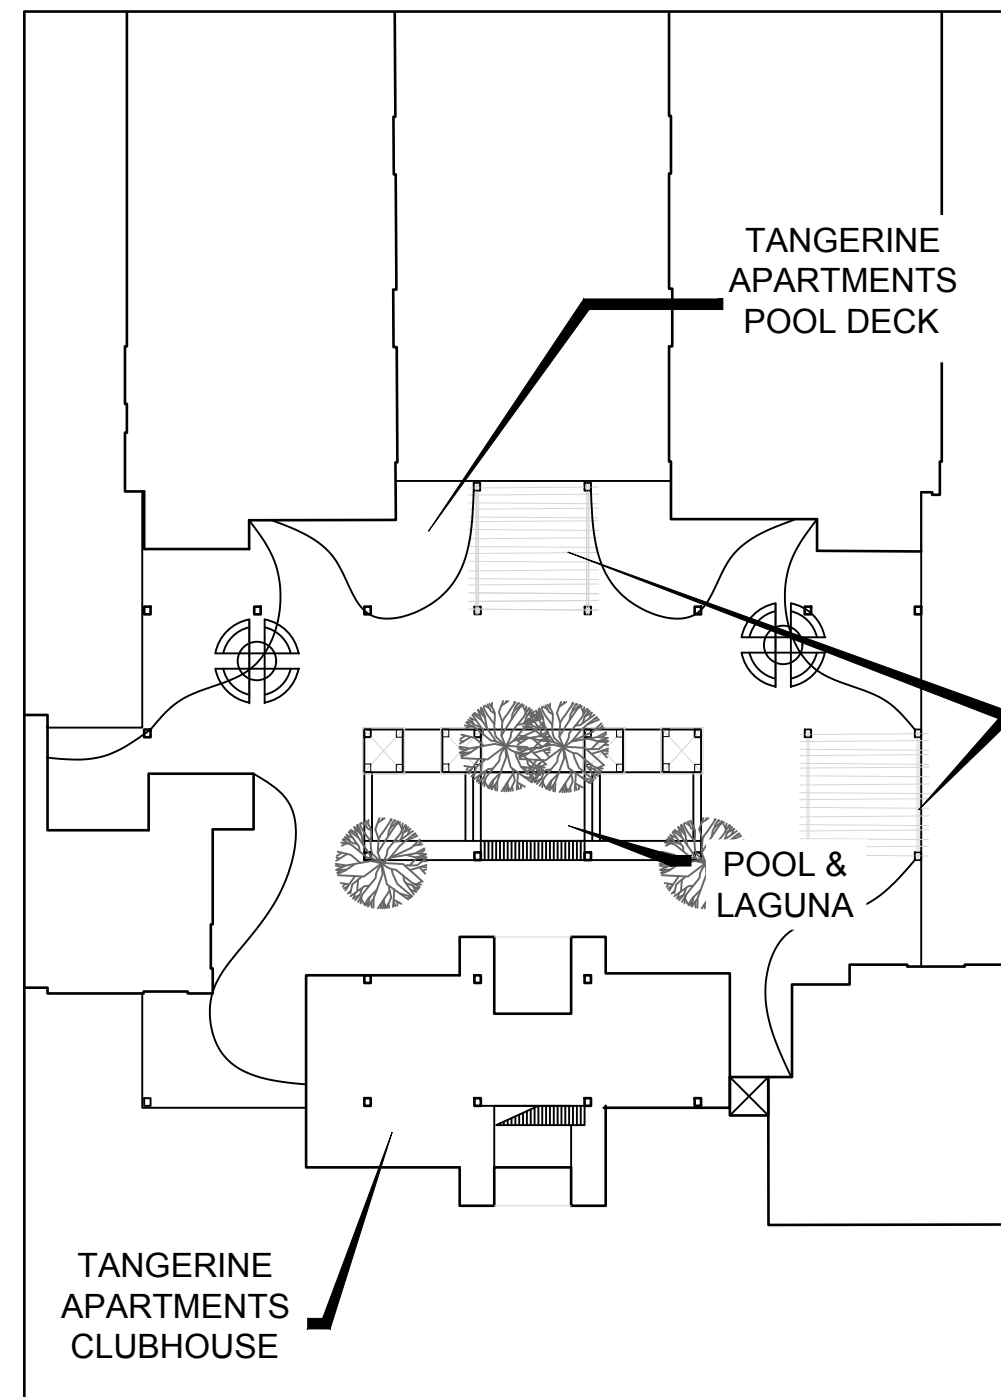 TANGERINE
APARTMENTS
POOL DECK
POOL &
LAGUNA
TANGERINE
APARTMENTS
CLUBHOUSE